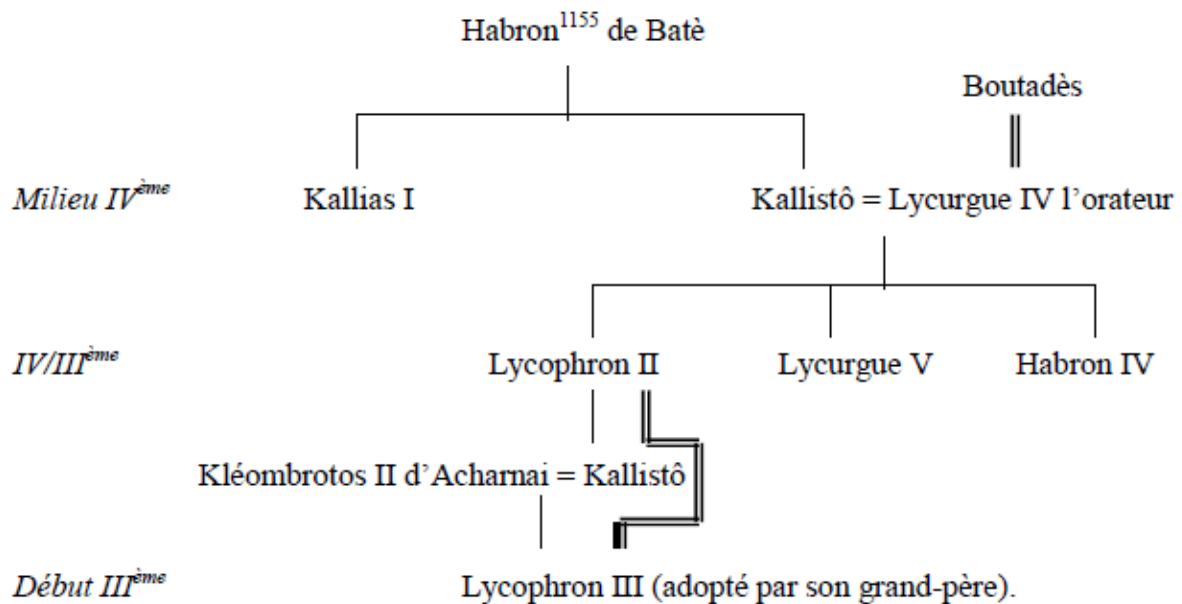 Habron1155 de Batè
Boutadès
Milieu IVème Kallias I Kallistô = Lycurgue IV l’orateur
IV/IIIème Lycophron II Lycurgue V Habron IV
Kléombrotos II d’Acharnai = Kallistô
Début IIIème Lycophron III (adopté par son grand-père).